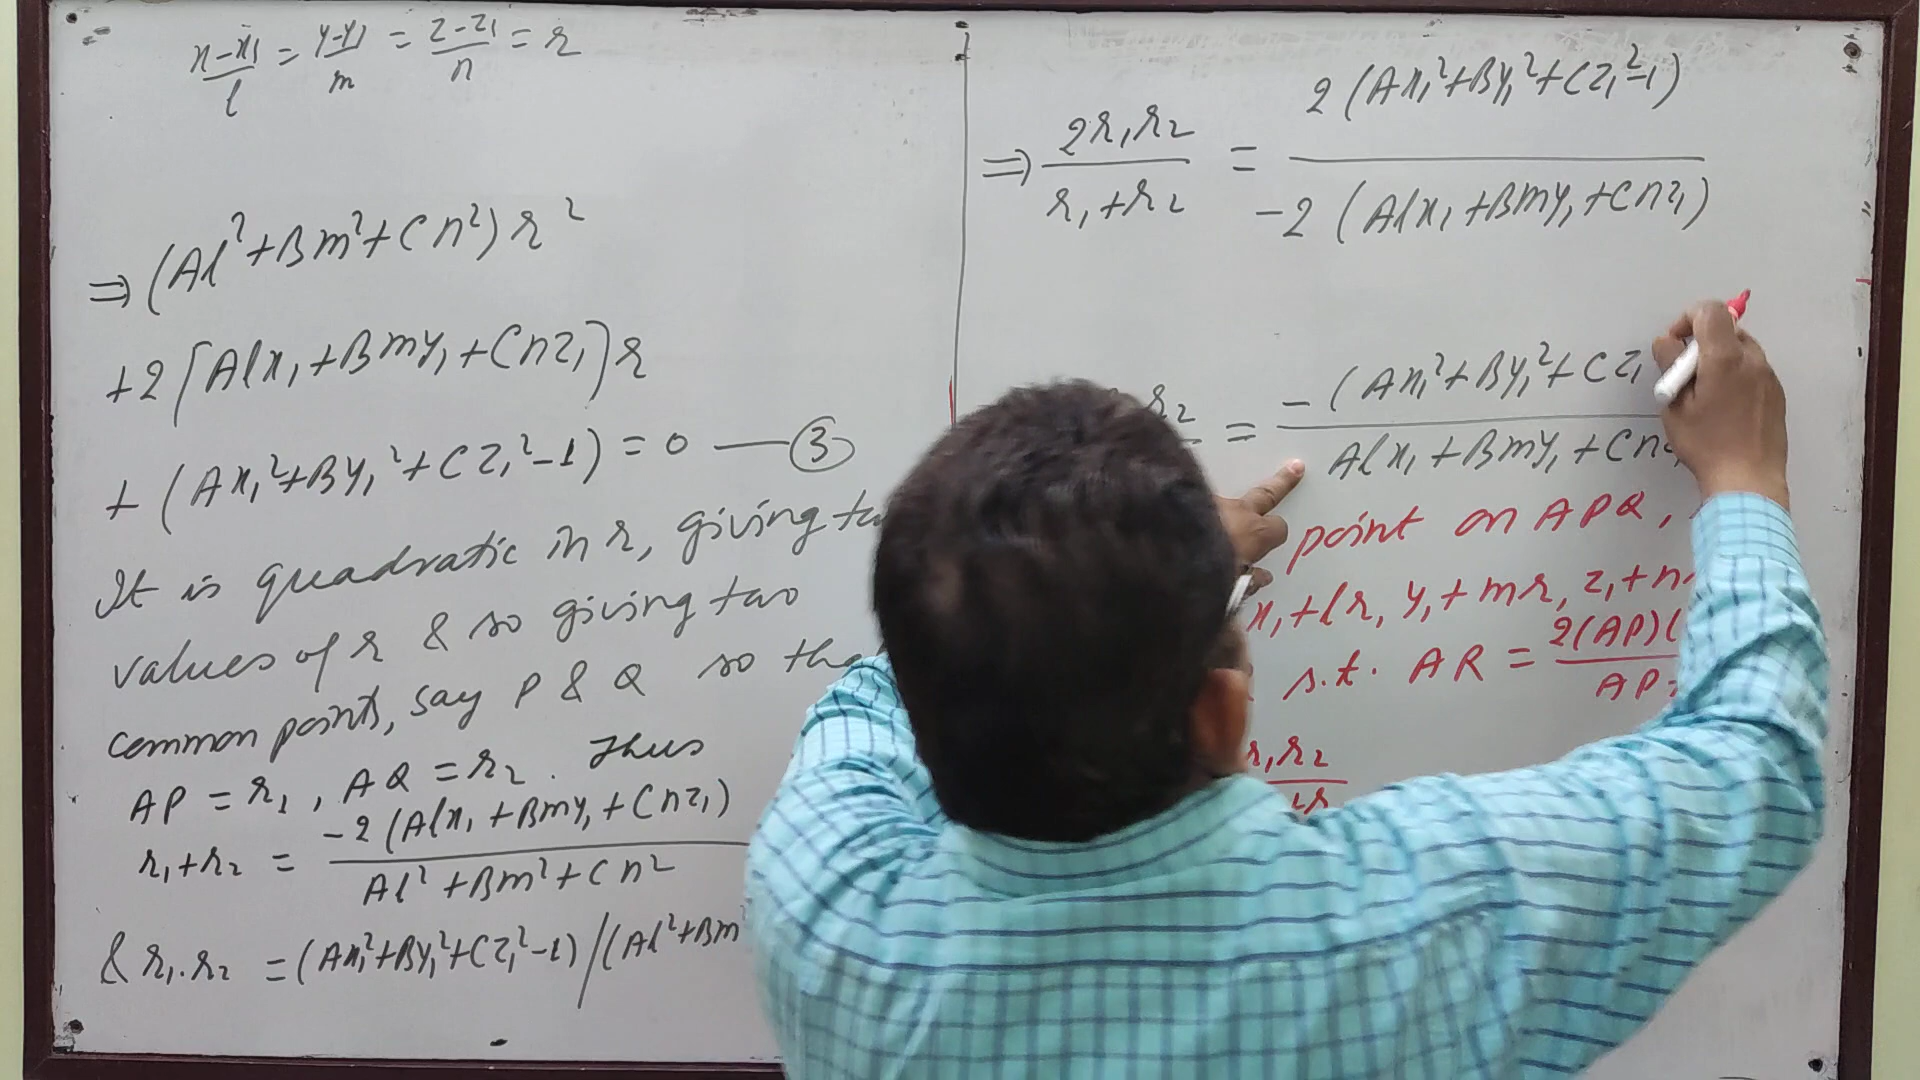 x-x₁/l = y-y₁/m = z-z₁/n = r
⇒ (Al²+Bm²+Cn²) r²
+2 [Alx₁+Bmy₁+Cnz₁] r
+ (Ax₁²+By₁²+Cz₁²-1) = 0 — ③
It is quadratic in r, giving
values of r & so giving two
common points, say P & Q so
AP = r₁, AQ = r₂. Thus
r₁+r₂ = -2 (Alx₁+Bmy₁+Cnz₁) / Al²+Bm²+Cn²
& r₁.r₂ = (Ax₁²+By₁²+Cz₁²-1)/(Al²+Bm²
⇒ 2r₁r₂ / r₁+r₂ = 2 (Ax₁²+By₁²+Cz₁²-1) / -2 (Alx₁+Bmy₁+Cnz₁)
r₂ = - (Ax₁²+By₁²+Cz₁ / Alx₁+Bmy₁+Cn
point on APQ,
x₁+lr, y₁+mr, z₁+n
s.t. AR = 2(AP)( / AP+
r₁r₂